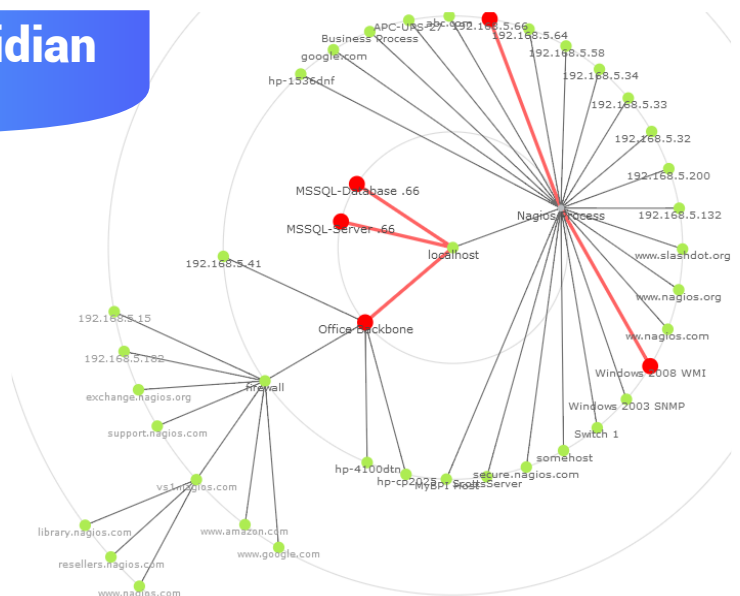 idian
APC-UPS-27
abc.com
192.168.5.66
192.168.5.64
Business Process
192.168.5.58
google.com
192.168.5.34
hp-1536dnf
192.168.5.33
192.168.5.32
192.168.5.200
MSSQL-Database .66
Nagios Process
192.168.5.132
MSSQL-Server .66
localhost
www.slashdot.org
192.168.5.41
www.nagios.org
192.168.5.15
Office Backbone
ww.nagios.com
192.168.5.182
Windows 2008 WMI
firewall
exchange.nagios.org
Windows 2003 SNMP
support.nagios.com
Switch 1
somehost
hp-4100dtn
secure.nagios.com
hp-cp2025
MyBPI Host
ScottsServer
vs1.nagios.com
library.nagios.com
www.amazon.com
www.google.com
resellers.nagios.com
www.nagios.com